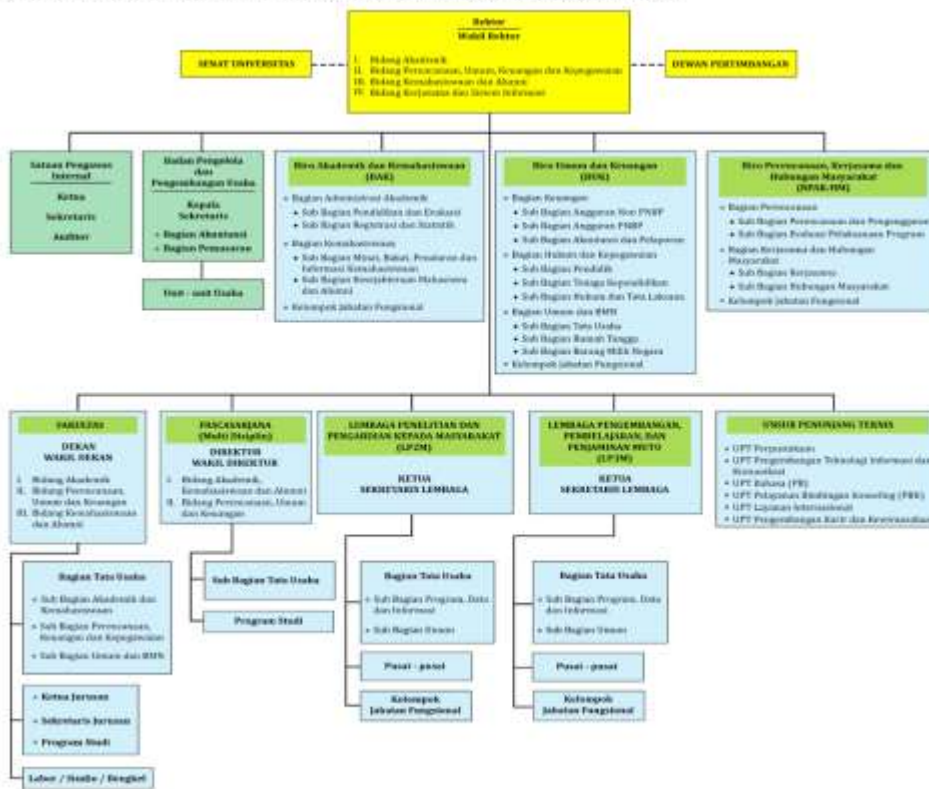 Rektor
Wakil Rektor
I. Bidang Akademik
II. Bidang Perencanaan, Umum, Keuangan dan Kepegawaian
III. Bidang Kemahasiswaan dan Alumni
IV. Bidang Kerjasama dan Sistem Informasi
SENAT UNIVERSITAS
DEWAN PERTIMBANGAN
Satuan Pengawas
Internal
Ketua
Sekretaris
Auditor
Badan Pengelola
dan
Pengembangan Usaha
Kepala
Sekretaris
Bagian Akuntansi
Bagian Pemasaran
Unit - unit Usaha
Biro Akademik dan Kemahasiswaan
(BAK)
Bagian Administrasi Akademik
Sub Bagian Pendidikan dan Evaluasi
Sub Bagian Registrasi dan Statistik
Bagian Kemahasiswaan
Sub Bagian Minat, Bakat, Penalaran dan
Informasi Kemahasiswaan
Sub Bagian Kesejahteraan Mahasiswa
dan Alumni
Kelompok Jabatan Fungsional
Biro Umum dan Keuangan
(BUK)
Bagian Keuangan
Sub Bagian Anggaran Non PNBP
Sub Bagian Anggaran PNBP
Sub Bagian Akuntansi dan Pelaporan
Bagian Hukum dan Kepegawaian
Sub Bagian Pendidik
Sub Bagian Tenaga Kependidikan
Sub Bagian Hukum dan Tata Laksana
Bagian Umum dan BMN
Sub Bagian Tata Usaha
Sub Bagian Rumah Tangga
Sub Bagian Barang Milik Negara
Kelompok Jabatan Fungsional
Biro Perencanaan, Kerjasama dan
Hubungan Masyarakat
Bagian Perencanaan
Sub Bagian Perencanaan dan Penganggaran
Sub Bagian Evaluasi Pelaksanaan Program
Bagian Kerjasama dan Hubungan
Masyarakat
Sub Bagian Kerjasama
Sub Bagian Hubungan Masyarakat
Kelompok Jabatan Fungsional
FAKULTAS
DEKAN
WAKIL DEKAN
I. Bidang Akademik
II. Bidang Perencanaan,
Umum dan Keuangan
III. Bidang Kemahasiswaan
dan Alumni
Bagian Tata Usaha
Sub Bagian Akademik dan
Kemahasiswaan
Sub Bagian Perencanaan,
Keuangan dan Kepegawaian
Sub Bagian Umum dan BMN
Ketua Jurusan
Sekretaris Jurusan
Program Studi
Labor / Studio / Bengkel
PASCASARJANA
(Multi Disiplin)
DIREKTUR
WAKIL DIREKTUR
I. Bidang Akademik,
Kemahasiswaan dan Alumni
II. Bidang Perencanaan, Umum
dan Keuangan
Sub Bagian Tata Usaha
Program Studi
LEMBAGA PENELITIAN DAN
PENGABDIAN KEPADA MASYARAKAT
(LP2M)
KETUA
SEKRETARIS LEMBAGA
Bagian Tata Usaha
Sub Bagian Program, Data
dan Informasi
Sub Bagian Umum
Pusat - pusat
Kelompok
Jabatan Fungsional
LEMBAGA PENGEMBANGAN,
PEMBELAJARAN, DAN
PENJAMINAN MUTU
KETUA
SEKRETARIS LEMBAGA
Bagian Tata Usaha
Sub Bagian Program, Data
dan Informasi
Sub Bagian Umum
Pusat - pusat
Kelompok
Jabatan Fungsional
UNSUR PENUNJANG TEKNIS
UPT Perpustakaan
UPT Pengembangan Teknologi Informasi dan
UPT Bahasa (PB)
UPT Pelayanan Bimbingan Konseling (PBK)
UPT Layanan Internasional
UPT Pengembangan Karir dan Kewirausahaan